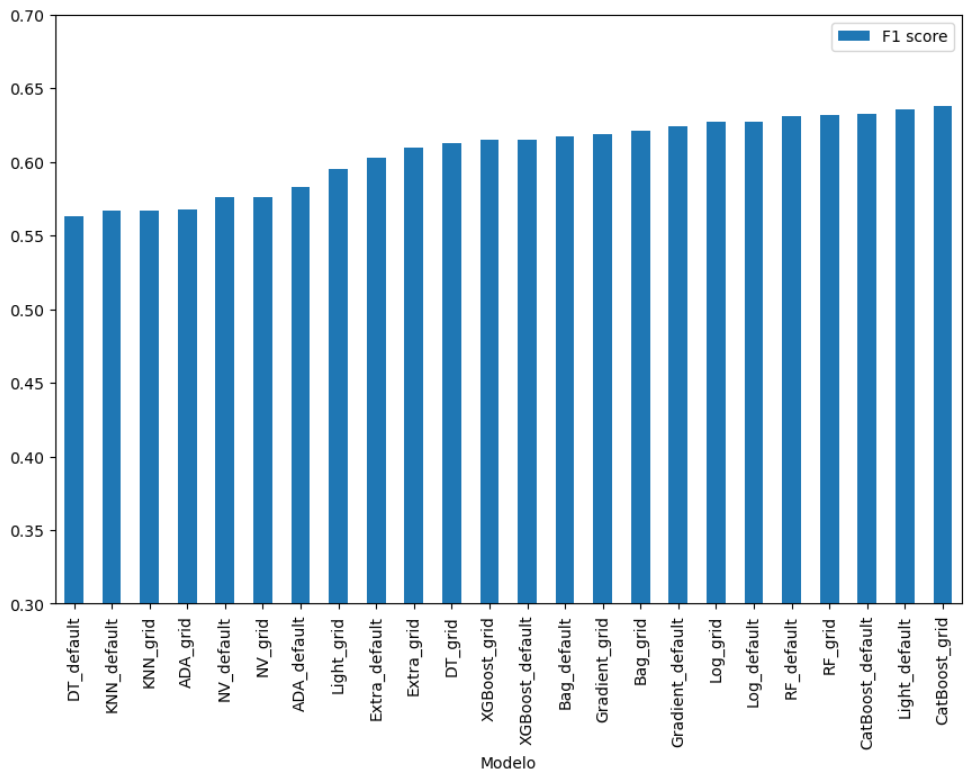 0.70
0.65
0.60
0.55
0.50
0.45
0.40
0.35
0.30
F1 score
DT_default
KNN_default
KNN_grid
ADA_grid
NV_default
NV_grid
ADA_default
Light_grid
Extra_default
Extra_grid
DT_grid
XGBoost_grid
XGBoost_default
Bag_default
Gradient_grid
Bag_grid
Gradient_default
Log_grid
Log_default
RF_default
RF_grid
CatBoost_default
Light_default
CatBoost_grid
Modelo